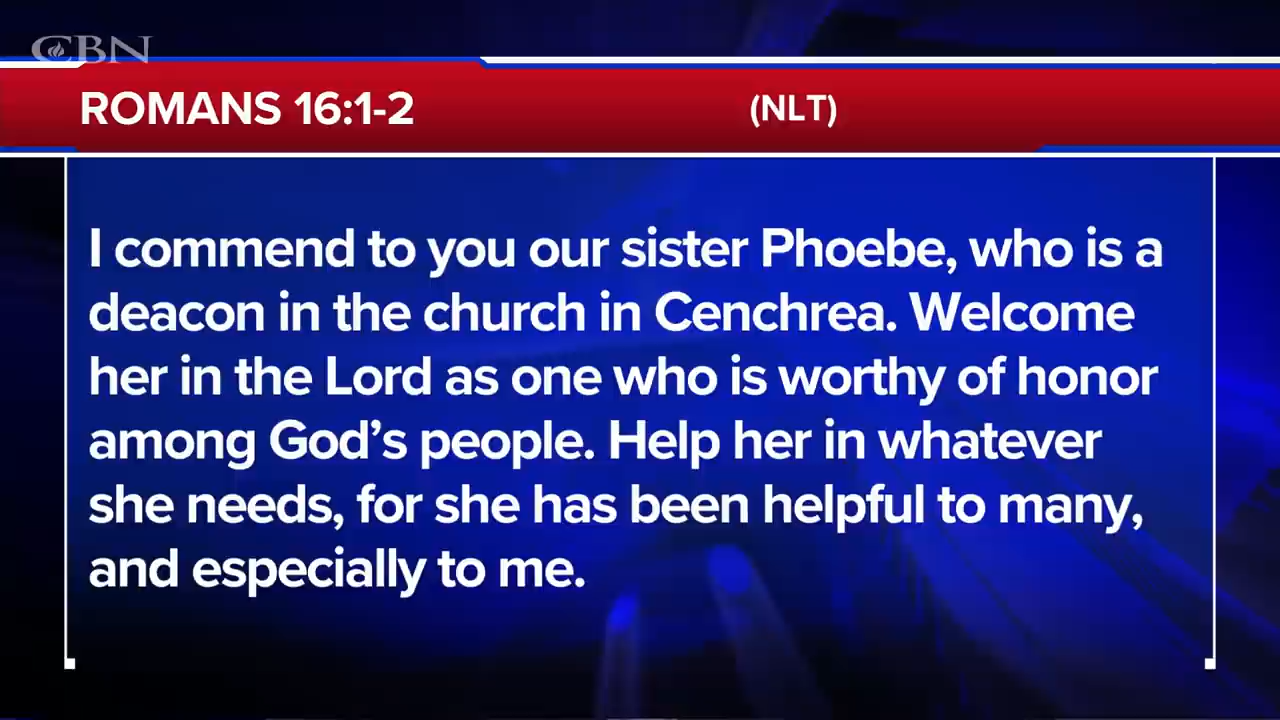 CBN
ROMANS 16:1-2 (NLT)
I commend to you our sister Phoebe, who is a
deacon in the church in Cenchrea. Welcome
her in the Lord as one who is worthy of honor
among God’s people. Help her in whatever
she needs, for she has been helpful to many,
and especially to me.